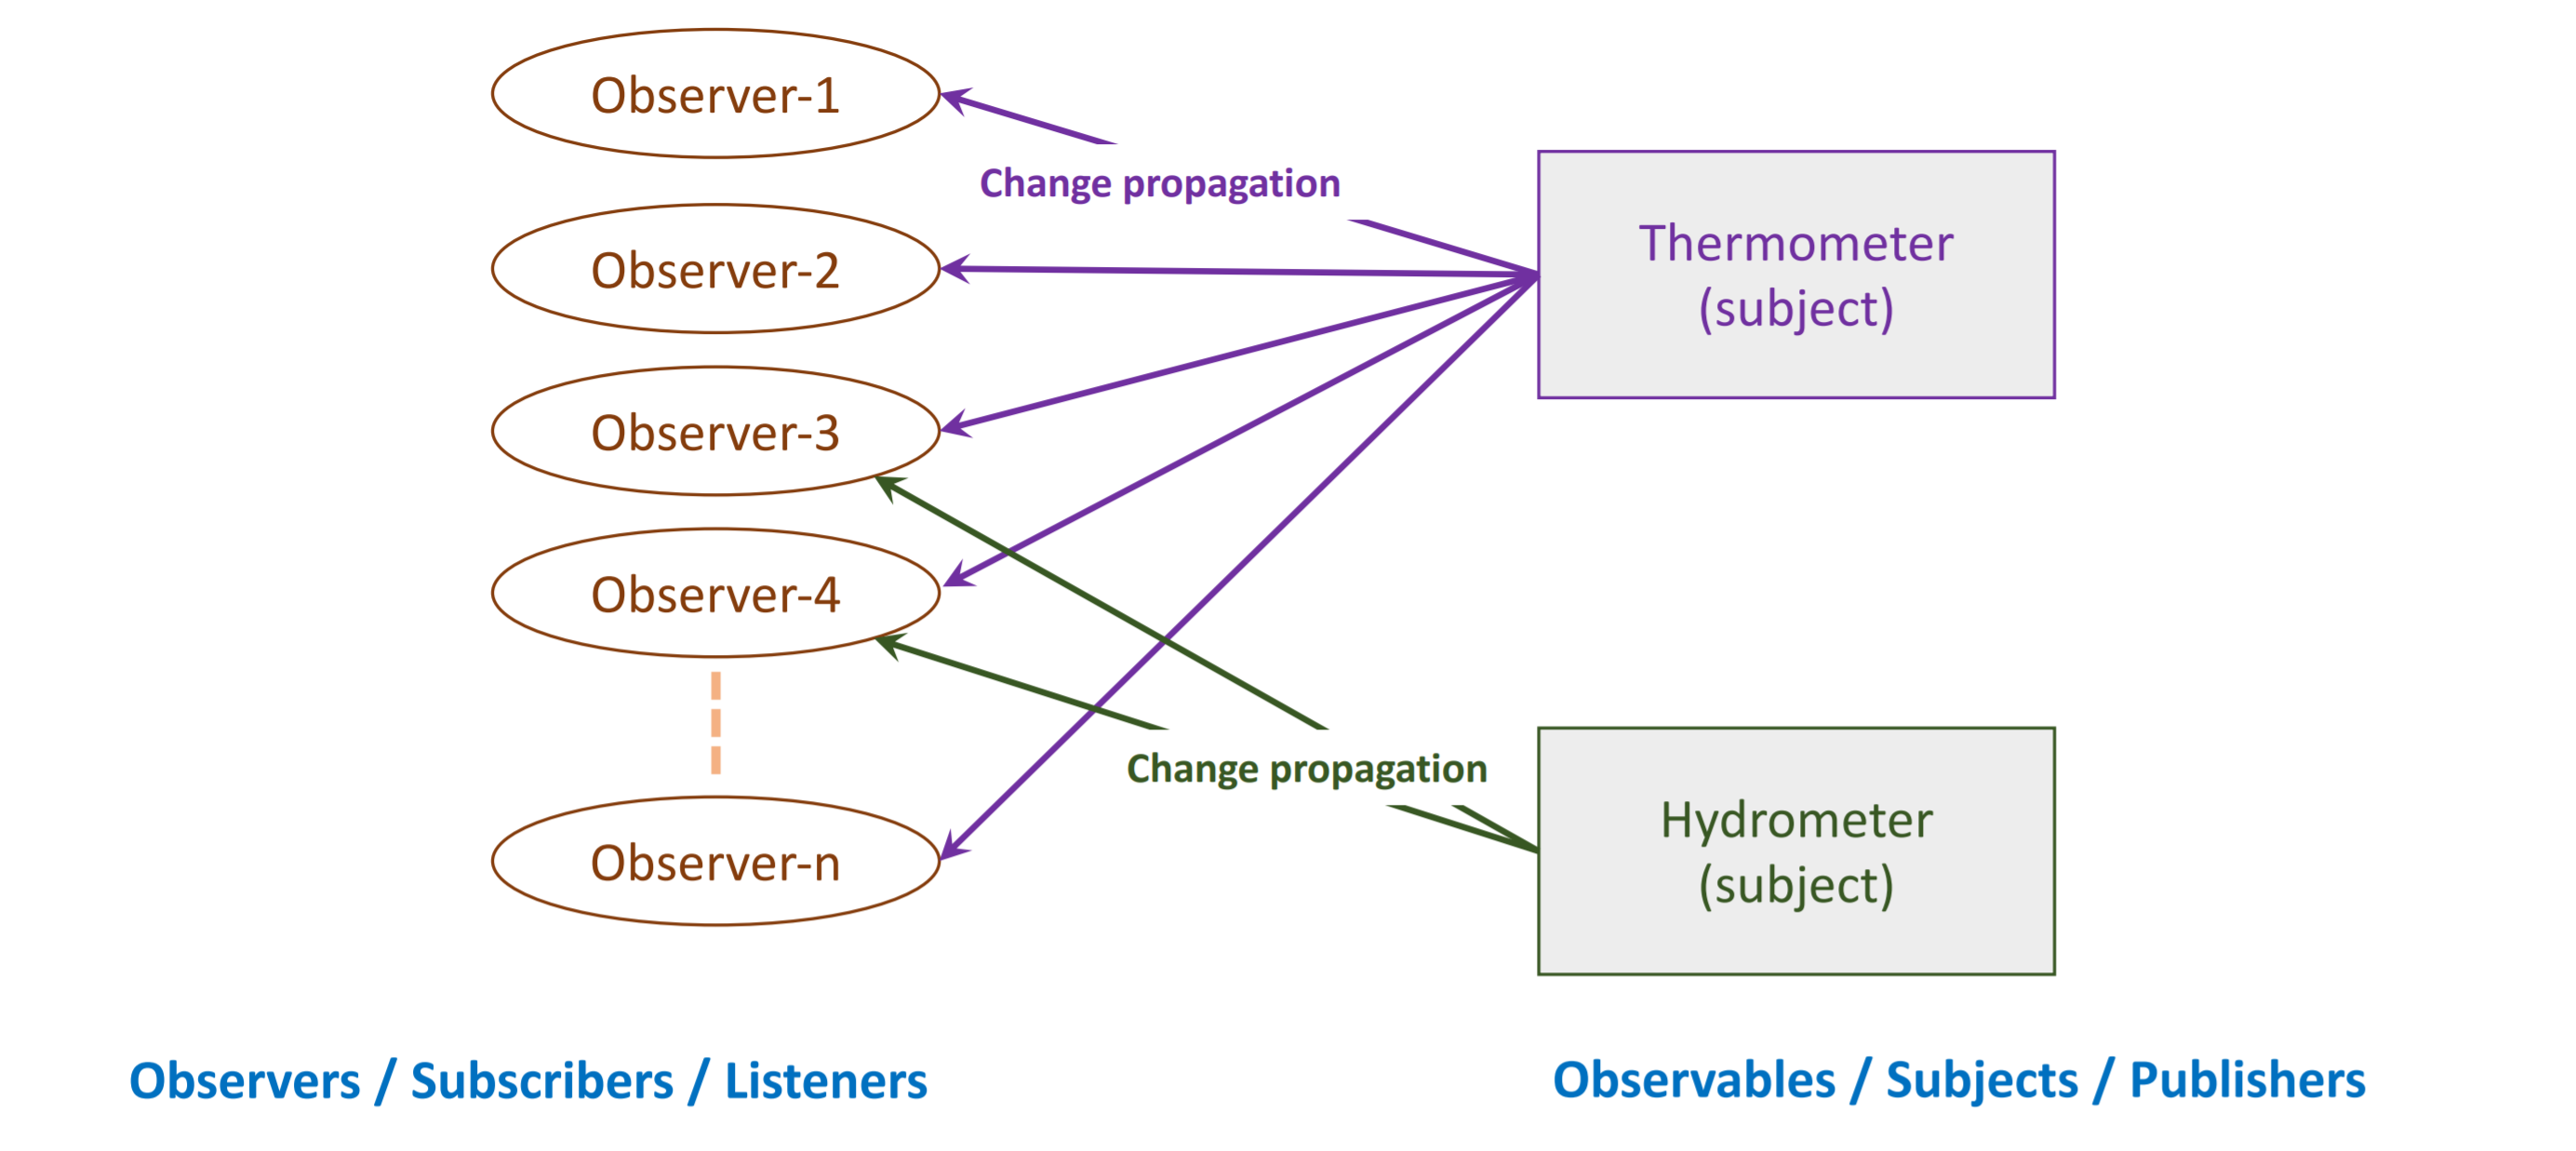 Observer-1
Change propagation
Observer-2
Thermometer
(subject)
Observer-3
Observer-4
Change propagation
Observer-n
Hydrometer
(subject)
Observers / Subscribers / Listeners
Observables / Subjects / Publishers